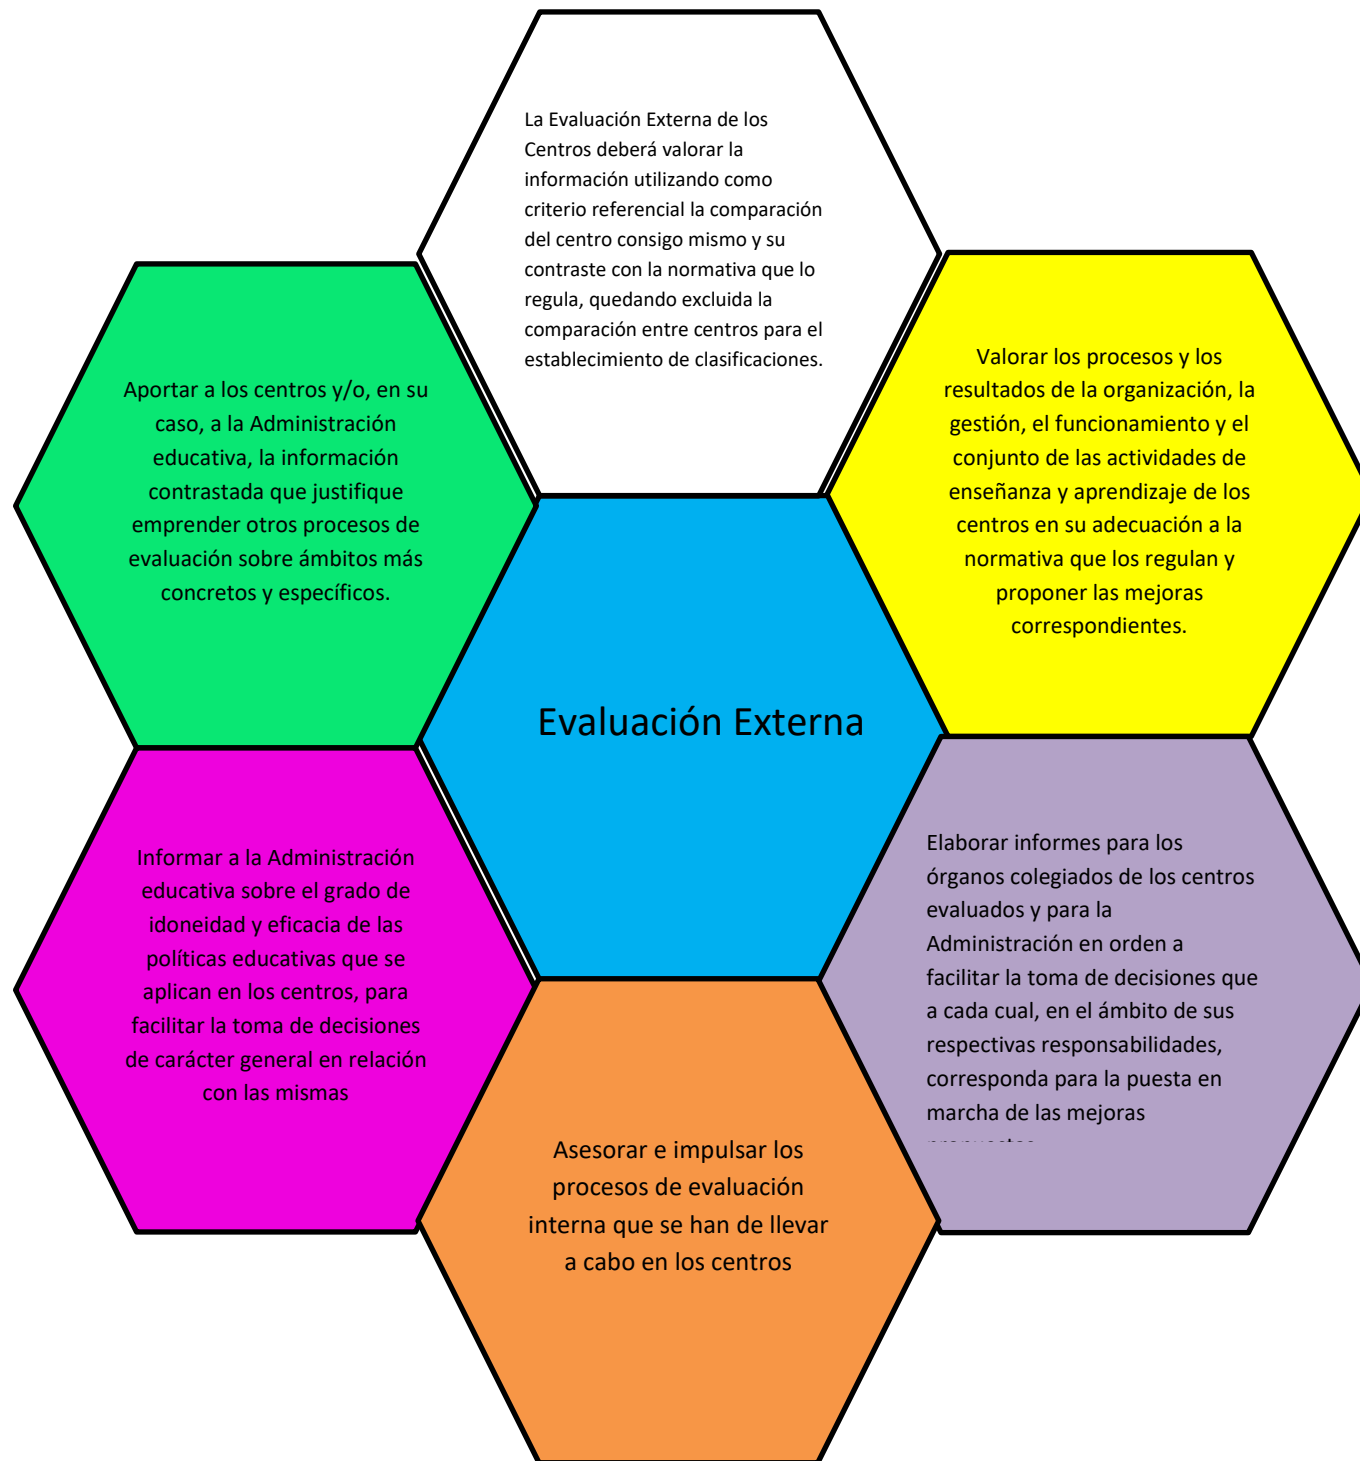 La Evaluación Externa de los
Centros deberá valorar la
información utilizando como
criterio referencial la comparación
del centro consigo mismo y su
contraste con la normativa que lo
regula, quedando excluida la
comparación entre centros para el
establecimiento de clasificaciones.
Aportar a los centros y/o, en su
caso, a la Administración
educativa, la información
contrastada que justifique
emprender otros procesos de
evaluación sobre ámbitos más
concretos y específicos.
Valorar los procesos y los
resultados de la organización, la
gestión, el funcionamiento y el
conjunto de las actividades de
enseñanza y aprendizaje de los
centros en su adecuación a la
normativa que los regulan y
proponer las mejoras
correspondientes.
Evaluación Externa
Informar a la Administración
educativa sobre el grado de
idoneidad y eficacia de las
políticas educativas que se
aplican en los centros, para
facilitar la toma de decisiones
de carácter general en relación
con las mismas
Elaborar informes para los
órganos colegiados de los centros
evaluados y para la
Administración en orden a
facilitar la toma de decisiones que
a cada cual, en el ámbito de sus
respectivas responsabilidades,
corresponda para la puesta en
marcha de las mejoras
Asesorar e impulsar los
procesos de evaluación
interna que se han de llevar
a cabo en los centros